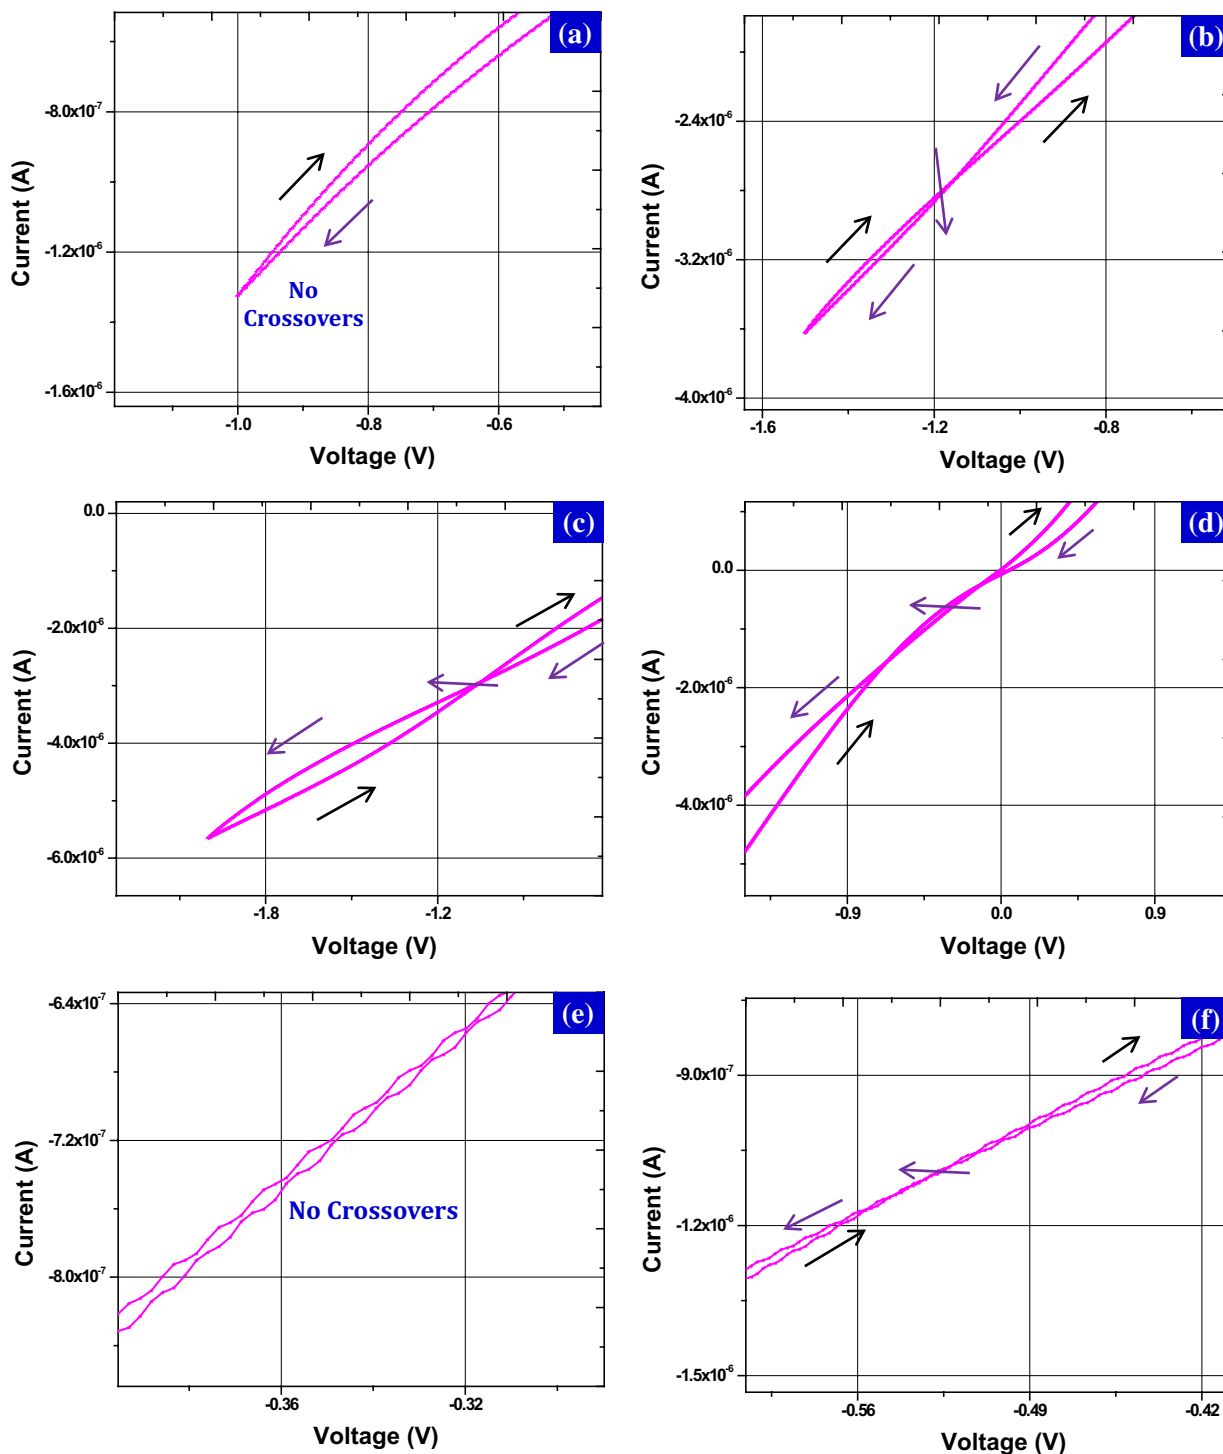 (a)
Current (A)
-8.0x10⁻⁷
-1.2x10⁻⁶
-1.6x10⁻⁶
No
Crossovers
-1.0
-0.8
-0.6
Voltage (V)
(b)
Current (A)
-2.4x10⁻⁶
-3.2x10⁻⁶
-4.0x10⁻⁶
-1.6
-1.2
-0.8
Voltage (V)
(c)
Current (A)
0.0
-2.0x10⁻⁶
-4.0x10⁻⁶
-6.0x10⁻⁶
-1.8
-1.2
Voltage (V)
(d)
Current (A)
0.0
-2.0x10⁻⁶
-4.0x10⁻⁶
-0.9
0.0
0.9
Voltage (V)
(e)
Current (A)
-6.4x10⁻⁷
-7.2x10⁻⁷
-8.0x10⁻⁷
No Crossovers
-0.36
-0.32
Voltage (V)
(f)
Current (A)
-9.0x10⁻⁷
-1.2x10⁻⁶
-1.5x10⁻⁶
-0.56
-0.49
-0.42
Voltage (V)